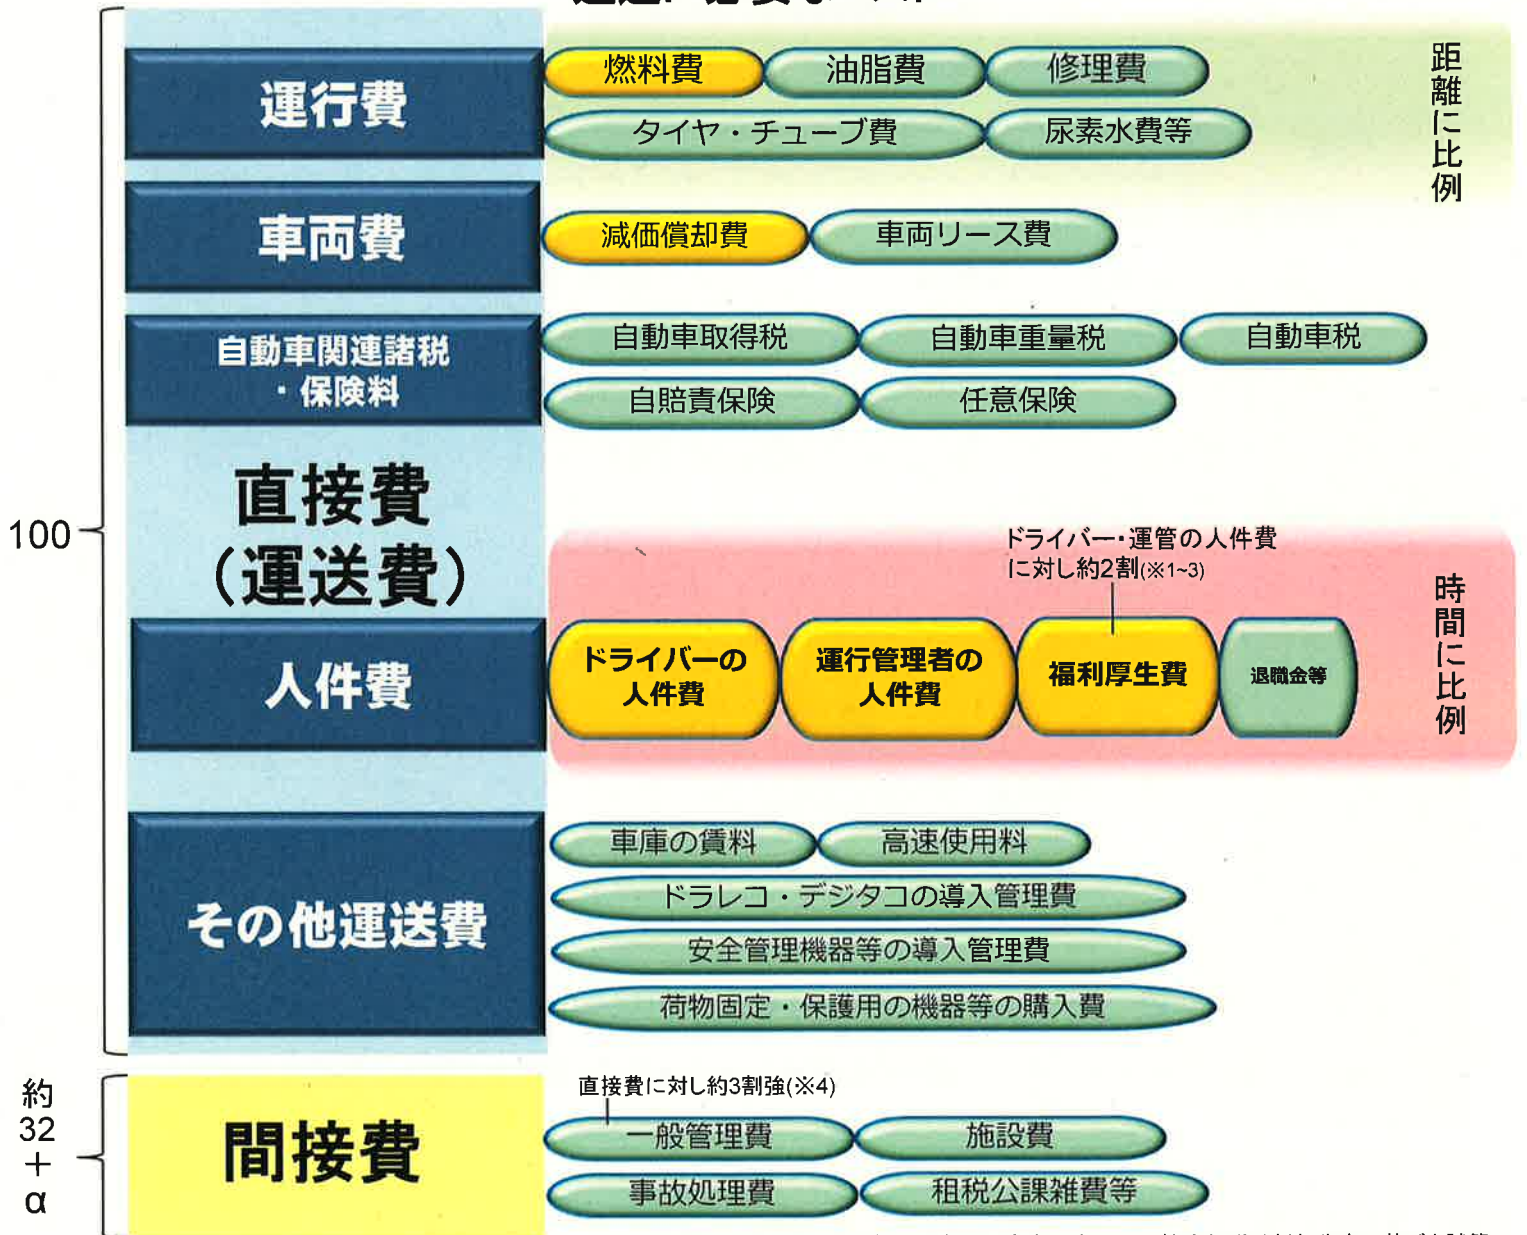 運行費
燃料費
油脂費
修理費
タイヤ・チューブ費
尿素水費等
距離に比例
車両費
減価償却費
車両リース費
自動車関連諸税
・保険料
自動車取得税
自動車重量税
自動車税
自賠責保険
任意保険
100
直接費
(運送費)
ドライバー・運管の人件費
に対し約2割(※1~3)
人件費
ドライバーの
人件費
運行管理者の
人件費
福利厚生費
退職金等
時間に比例
その他運送費
車庫の賃料
高速使用料
ドラレコ・デジタコの導入管理費
安全管理機器等の導入管理費
荷物固定・保護用の機器等の購入費
約
32
+
α
間接費
直接費に対し約3割強(※4)
一般管理費
施設費
事故処理費
租税公課雑費等